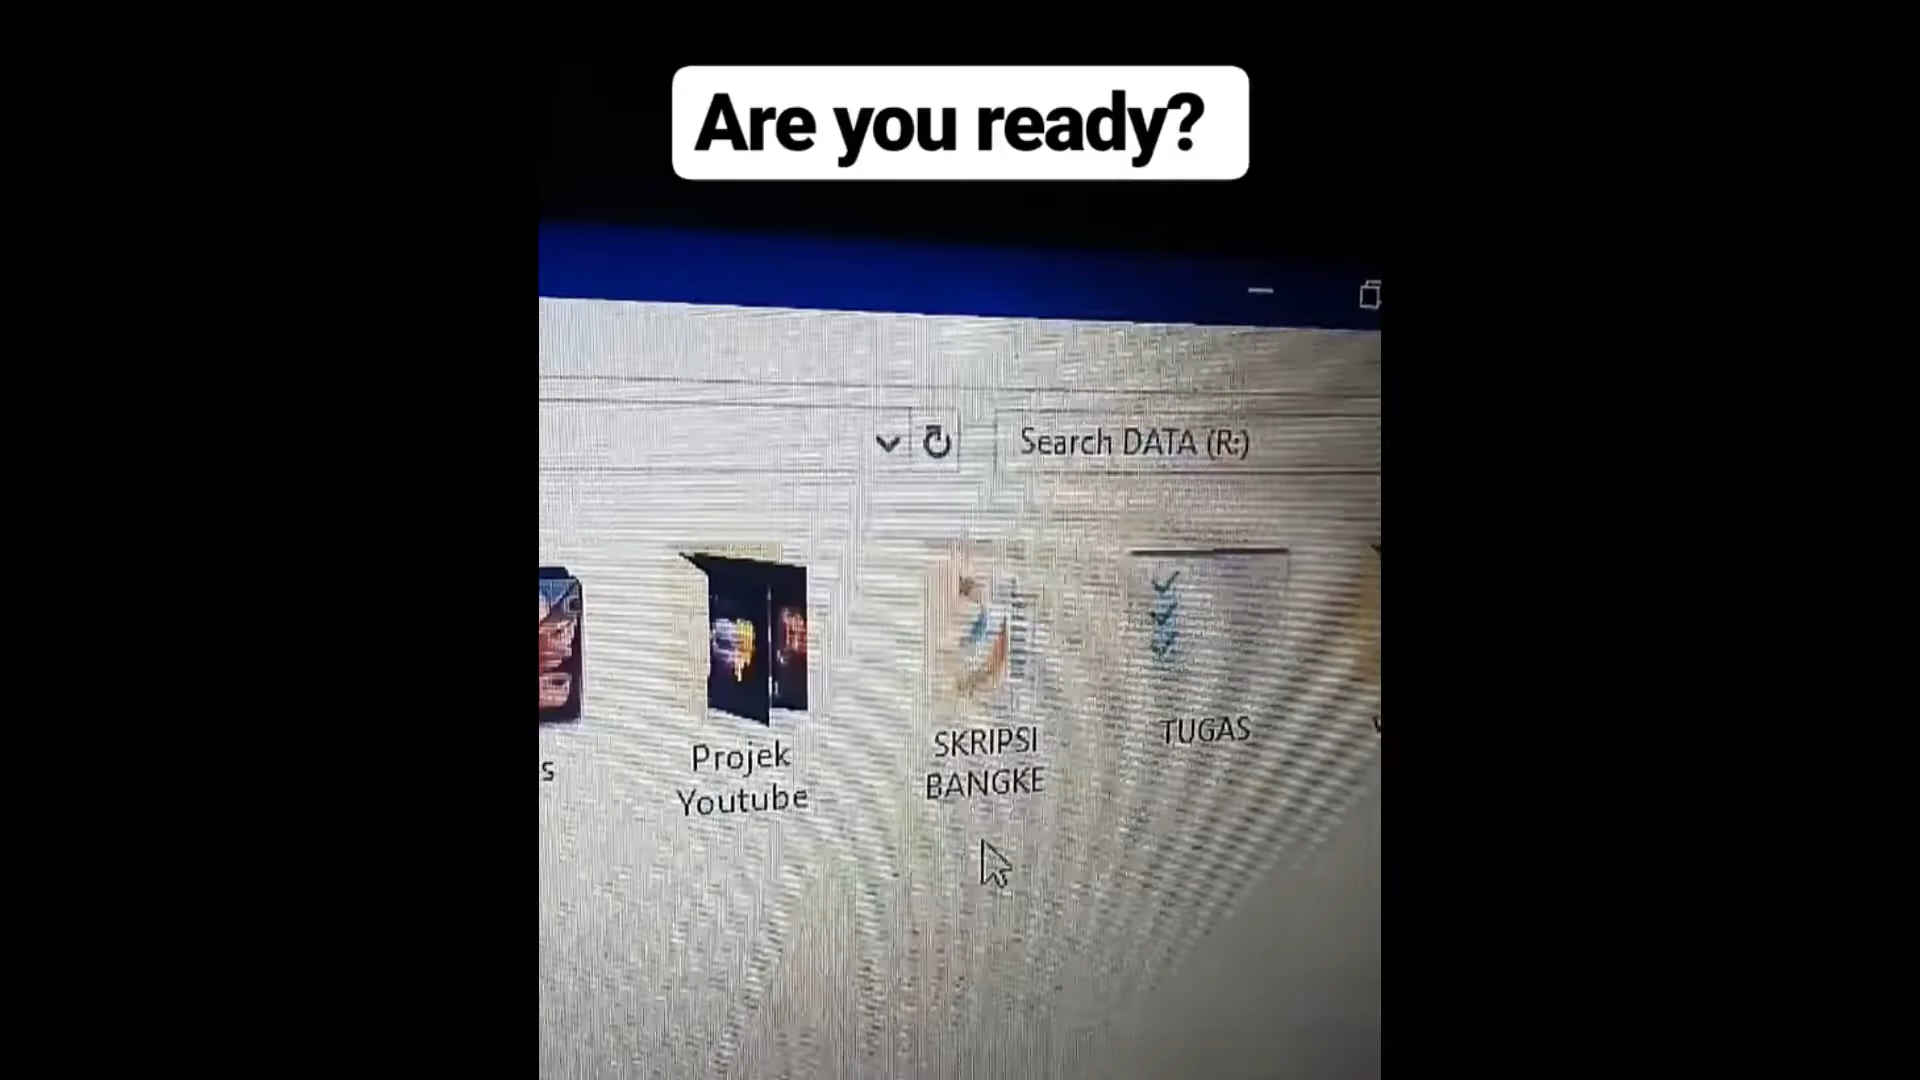 Are you ready?
Search DATA (R:)
Projek
Youtube
SKRIPSI
BANGKE
TUGAS
s